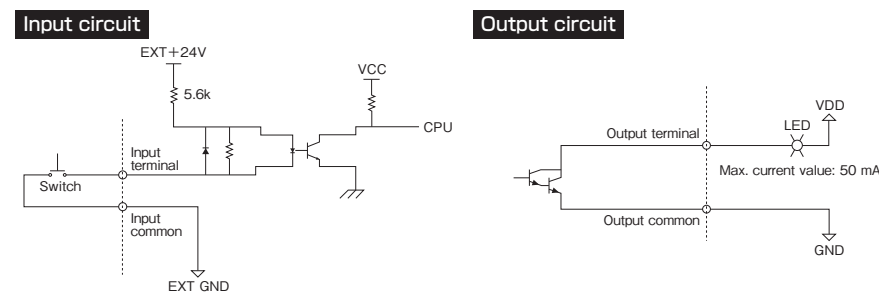 Input circuit
EXT+24V
5.6k
VCC
CPU
Input
terminal
Switch
Input
common
EXT GND
Output circuit
VDD
LED
Output terminal
Max. current value: 50 mA
Output common
GND